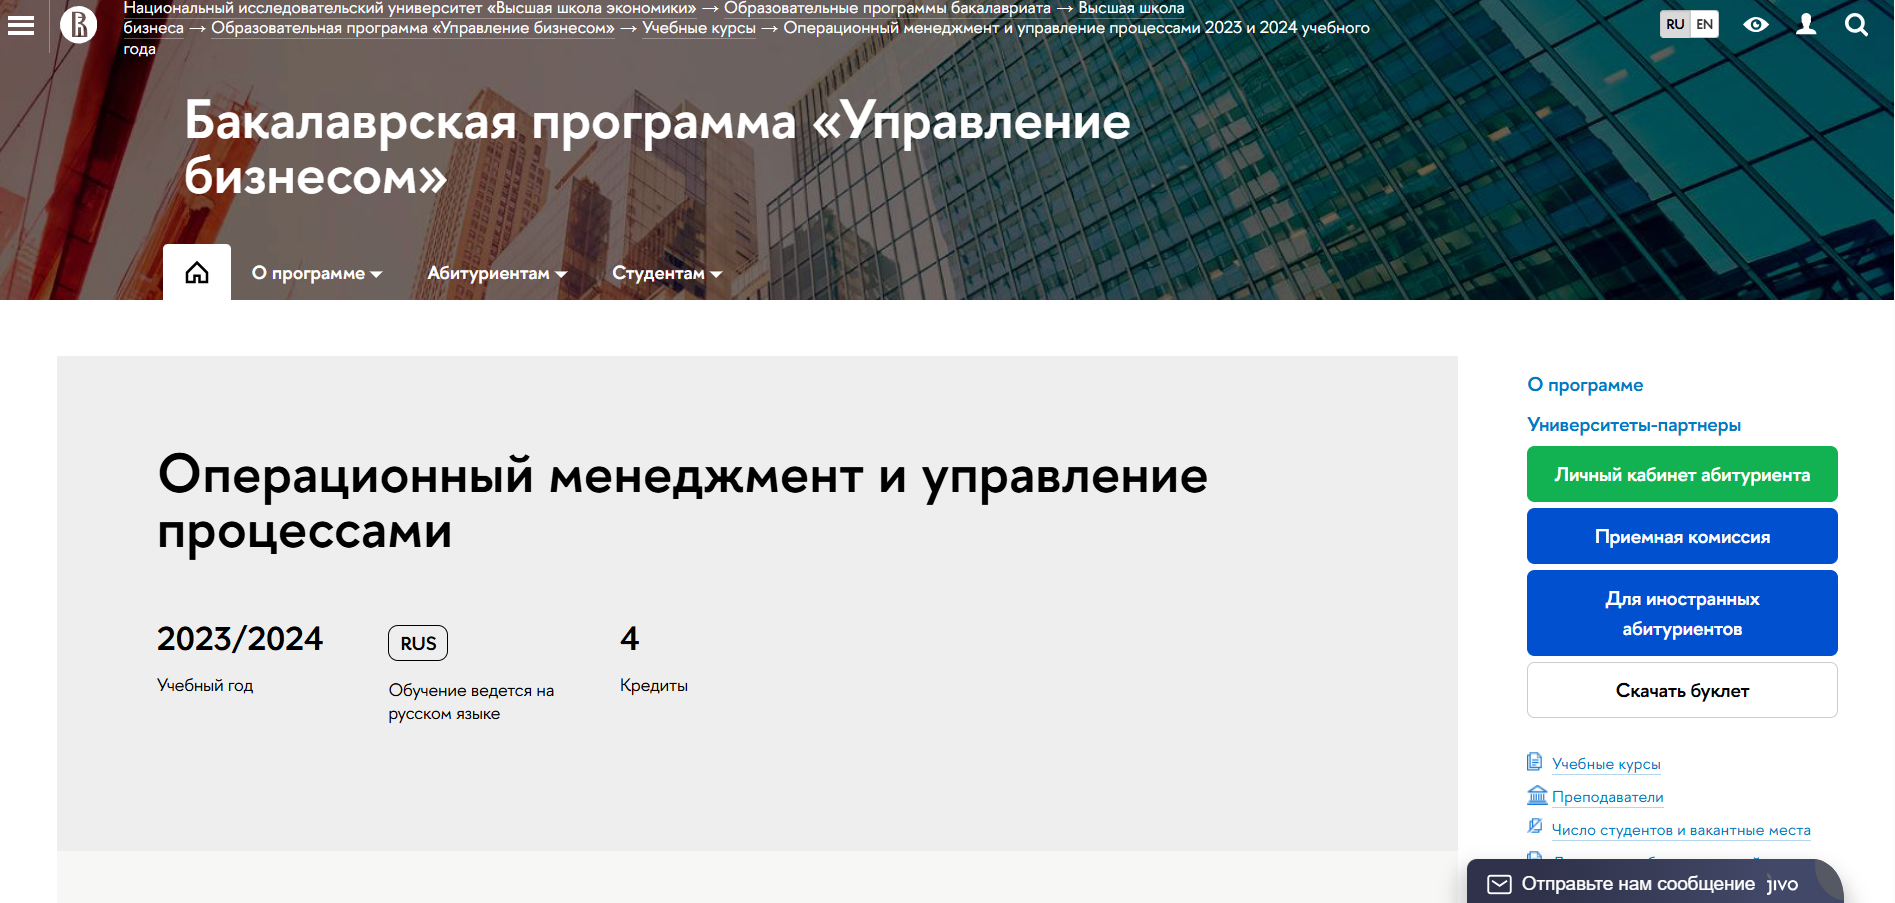 Национальный исследовательский университет «Высшая школа экономики» → Образовательные программы бакалавриата → Высшая школа
бизнеса → Образовательная программа «Управление бизнесом» → Учебные курсы → Операционный менеджмент и управление процессами 2023 и 2024 учебного
года
RU EN
Бакалаврская программа «Управление
бизнесом»
О программе
Абитуриентам
Студентам
Операционный менеджмент и управление
процессами
2023/2024
Учебный год
RUS
Обучение ведется на
русском языке
4
Кредиты
О программе
Университеты-партнеры
Личный кабинет абитуриента
Приемная комиссия
Для иностранных
абитуриентов
Скачать буклет
Учебные курсы
Преподаватели
Число студентов и вакантные места
Отправьте нам сообщение jivo